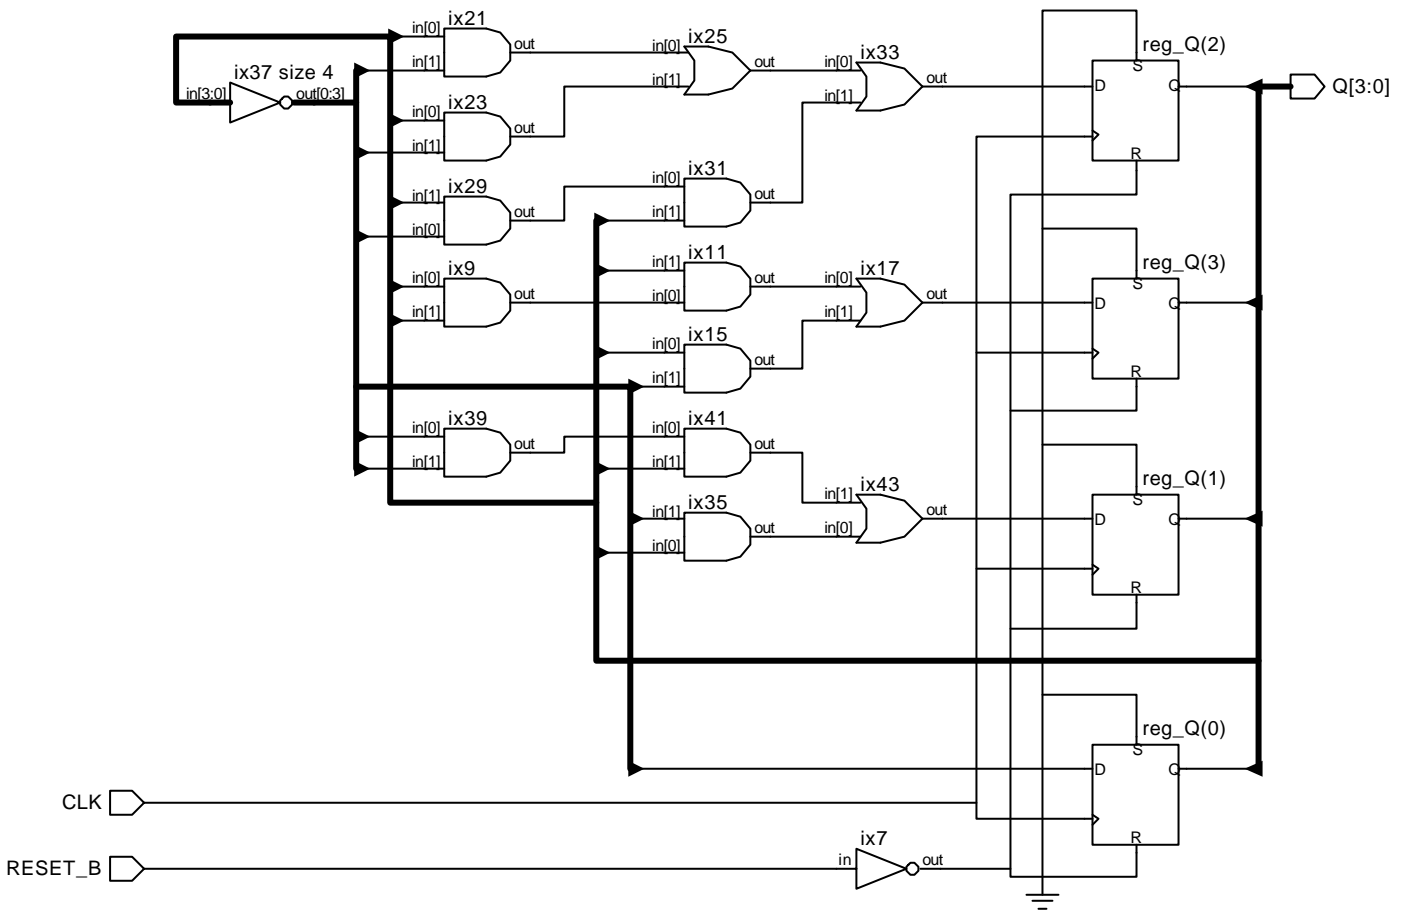 ix21
in[0]
out
in[1]
ix25
in[0]
out
in[1]
ix33
in[0]
out
in[1]
reg_Q(2)
S
D
Q
R
Q[3:0]
ix37 size 4
in[3:0]
out[0:3]
ix23
in[0]
out
in[1]
ix29
in[1]
out
in[0]
ix31
in[0]
out
in[1]
ix9
in[0]
out
in[1]
ix11
in[1]
out
in[0]
ix17
in[0]
out
in[1]
reg_Q(3)
S
D
Q
R
ix15
in[0]
out
in[1]
ix39
in[0]
out
in[1]
ix41
in[0]
out
in[1]
ix43
in[1]
out
in[0]
reg_Q(1)
S
D
Q
R
ix35
in[1]
out
in[0]
reg_Q(0)
S
D
Q
R
CLK
RESET_B
ix7
in
out